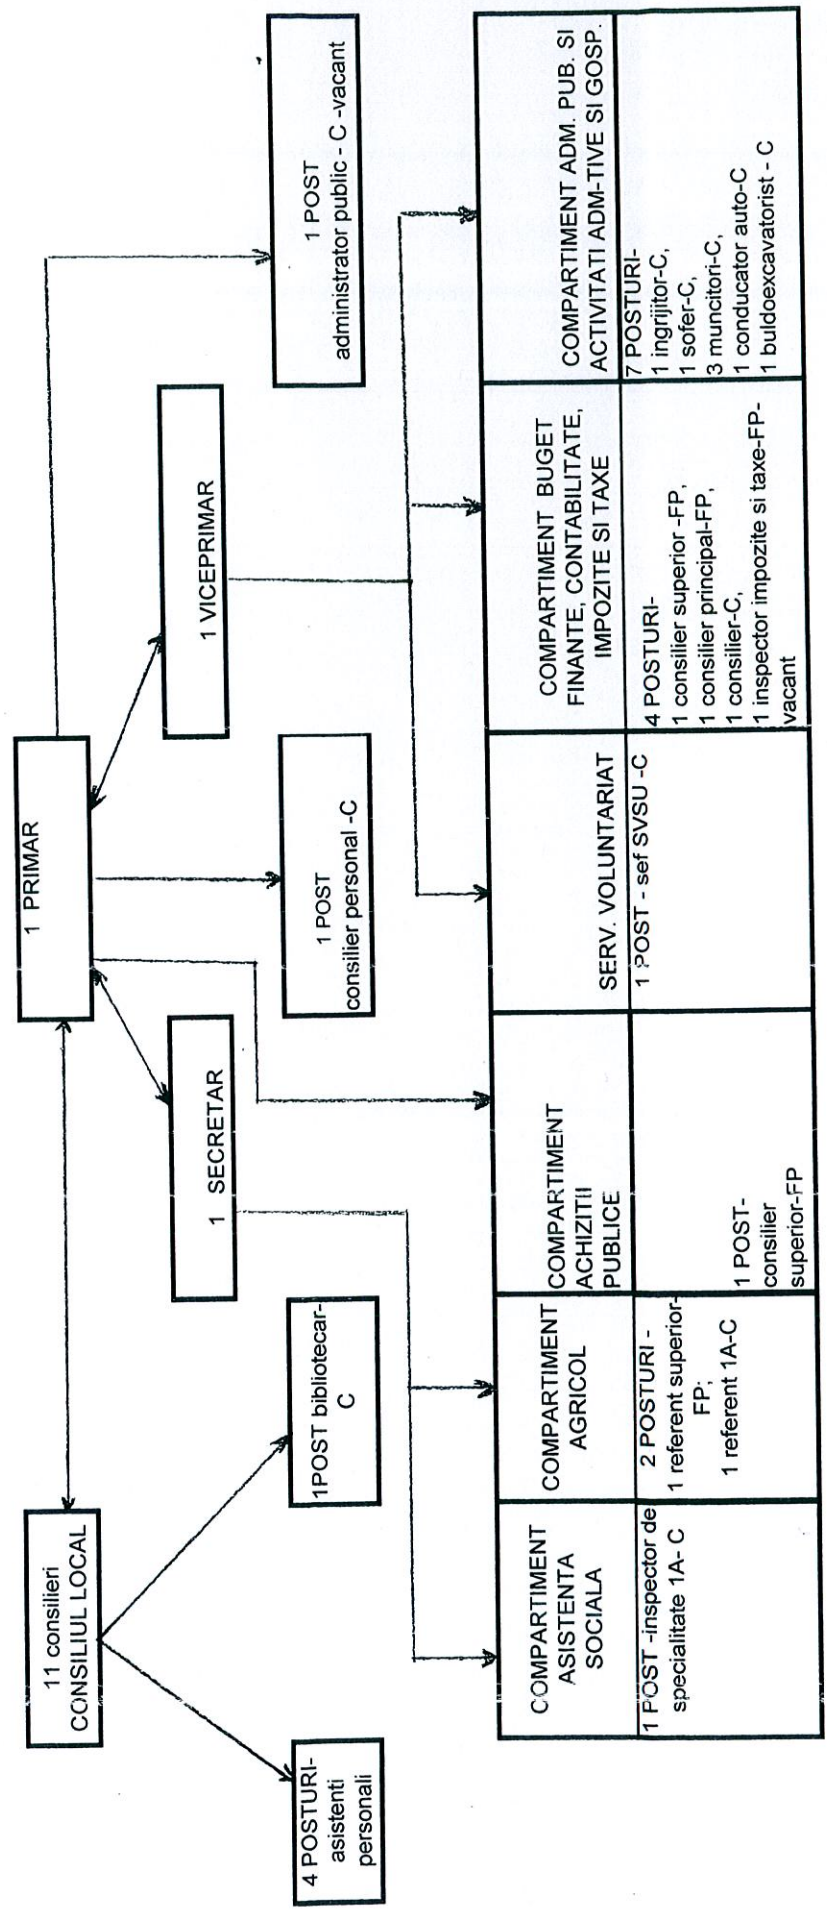 11 consilieri
CONSILIUL LOCAL
1 PRIMAR
1 SECRETAR
1 VICEPRIMAR
4 POSTURI-
asistenti
personali
1POST bibliotecar-
C
1 POST
consilier personal -C
1 POST
administrator public - C -vacant
COMPARTIMENT
ASISTENTA
SOCIALA
1 POST -inspector de
specialitate 1A- C
COMPARTIMENT
AGRICOL
2 POSTURI -
1 referent superior-
FP;
1 referent 1A-C
COMPARTIMENT
ACHIZITII
PUBLICE
1 POST-
consilier
superior-FP
SERV. VOLUNTARIAT
1 POST - sef SVSU -C
COMPARTIMENT BUGET
FINANTE, CONTABILITATE,
IMPOZITE SI TAXE
4 POSTURI-
1 consilier superior -FP,
1 consilier principal-FP,
1 consilier-C,
1 inspector impozite si taxe-FP-
vacant
COMPARTIMENT ADM. PUB. SI
ACTIVITATI ADM-TIVE SI GOSP.
7 POSTURI-
1 ingrijitor-C,
1 sofer-C,
3 muncitori-C,
1 conducator auto-C
1 buldoexcavatorist - C